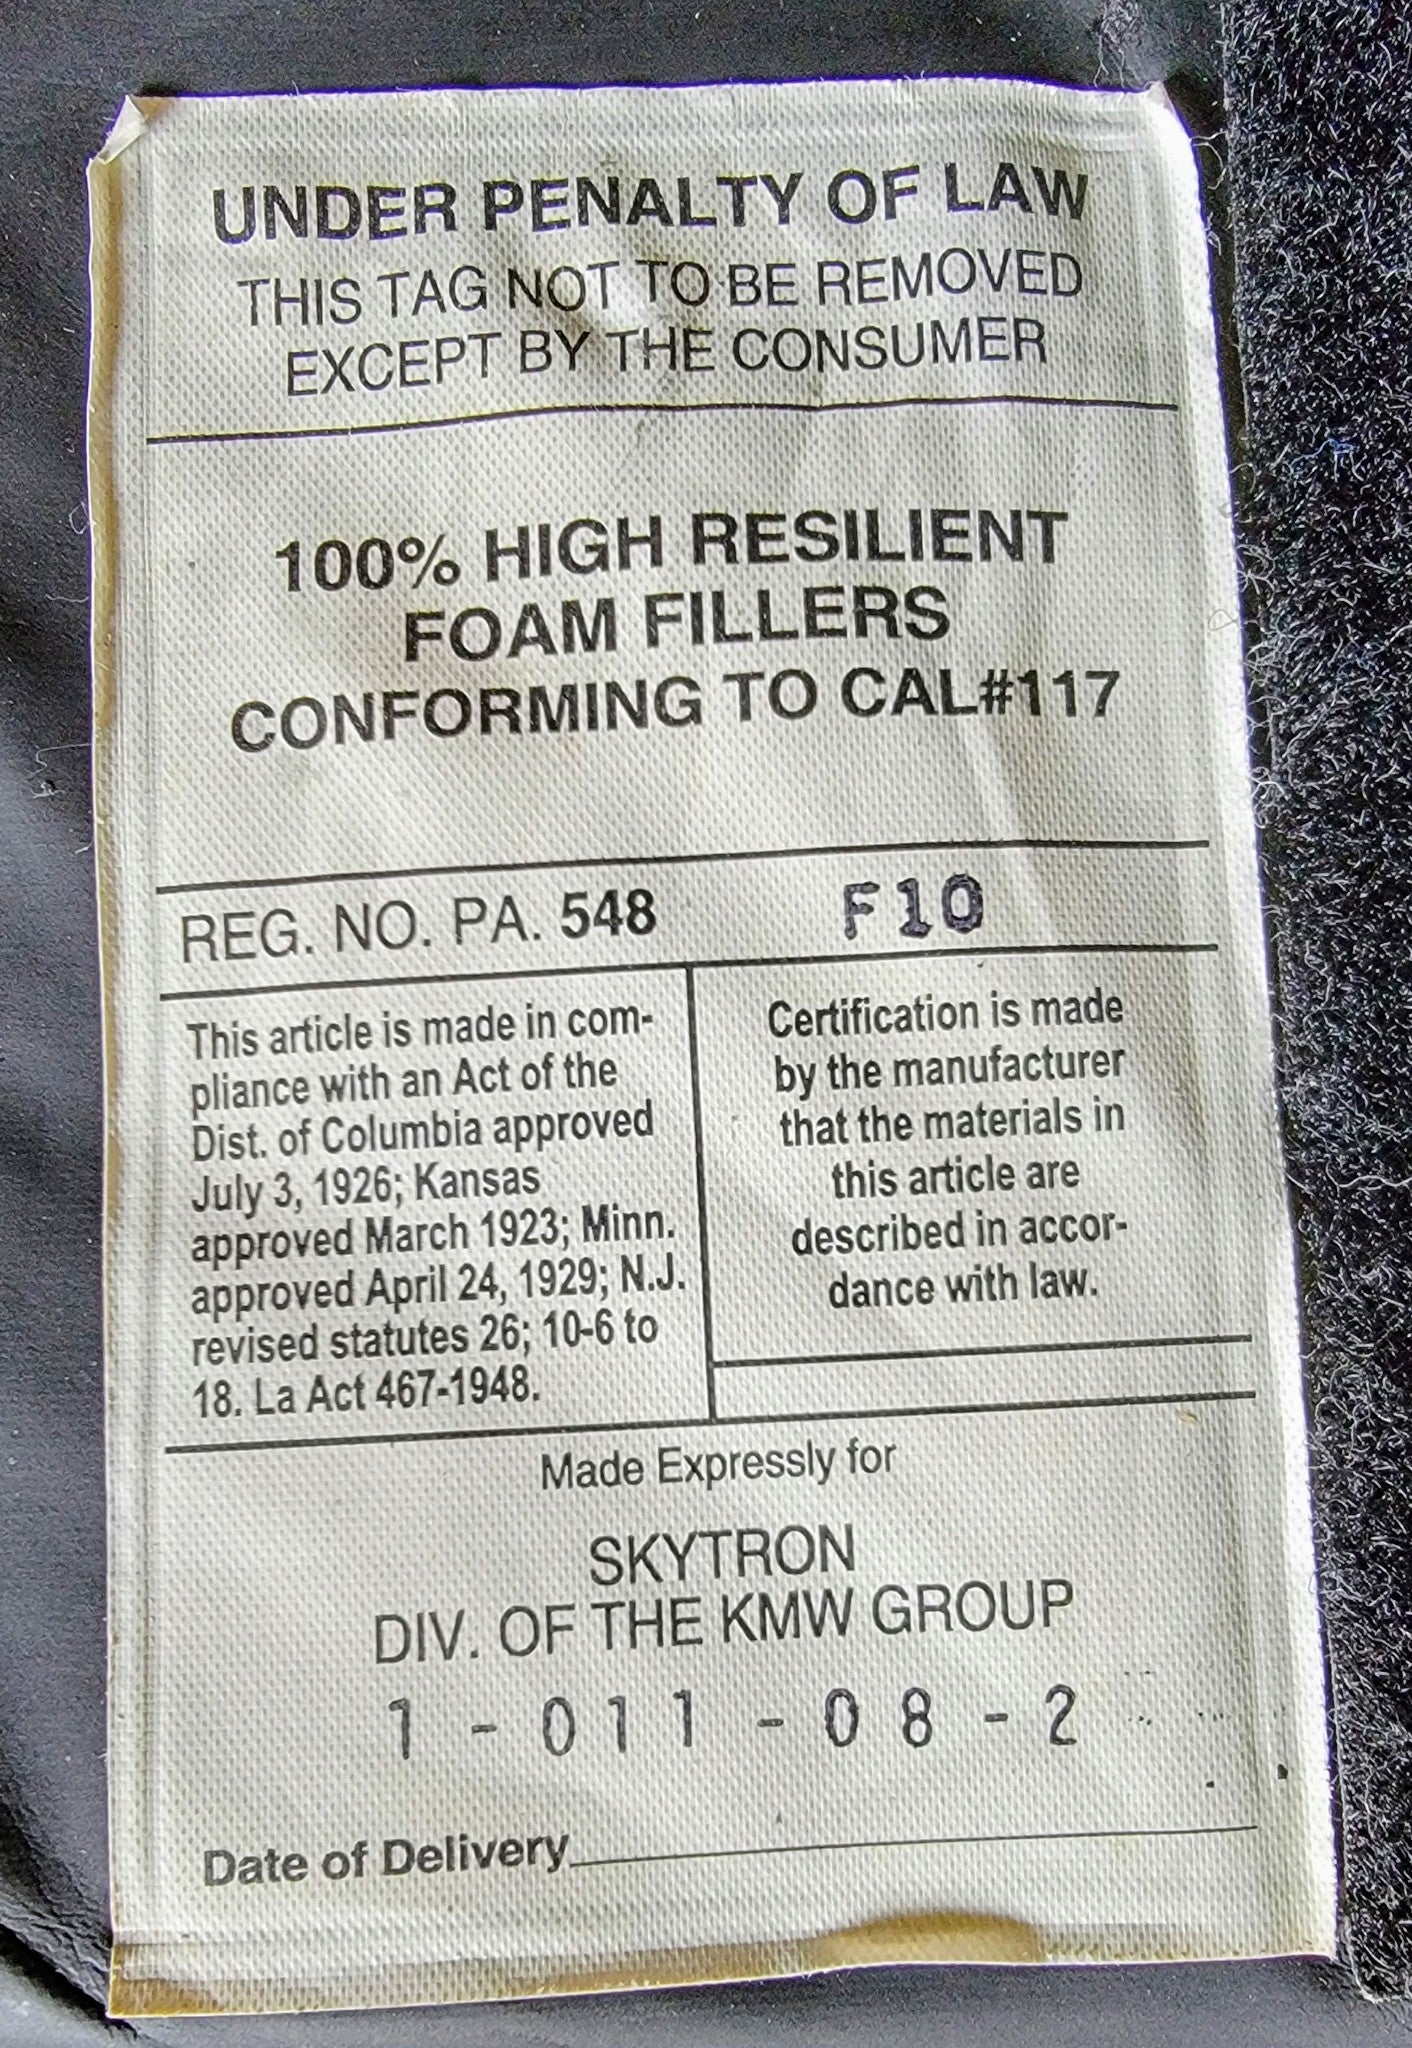 UNDER PENALTY OF LAW
THIS TAG NOT TO BE REMOVED
EXCEPT BY THE CONSUMER
100% HIGH RESILIENT
FOAM FILLERS
CONFORMING TO CAL#117
REG. NO. PA. 548 F10
This article is made in com-
pliance with an Act of the
Dist. of Columbia approved
July 3, 1926; Kansas
approved March 1923; Minn.
approved April 24, 1929; N.J.
revised statutes 26; 10-6 to
18. La Act 467-1948.
Certification is made
by the manufacturer
that the materials in
this article are
described in accor-
dance with law.
Made Expressly for
SKYTRON
DIV. OF THE KMW GROUP
1-011-08-2
Date of Delivery